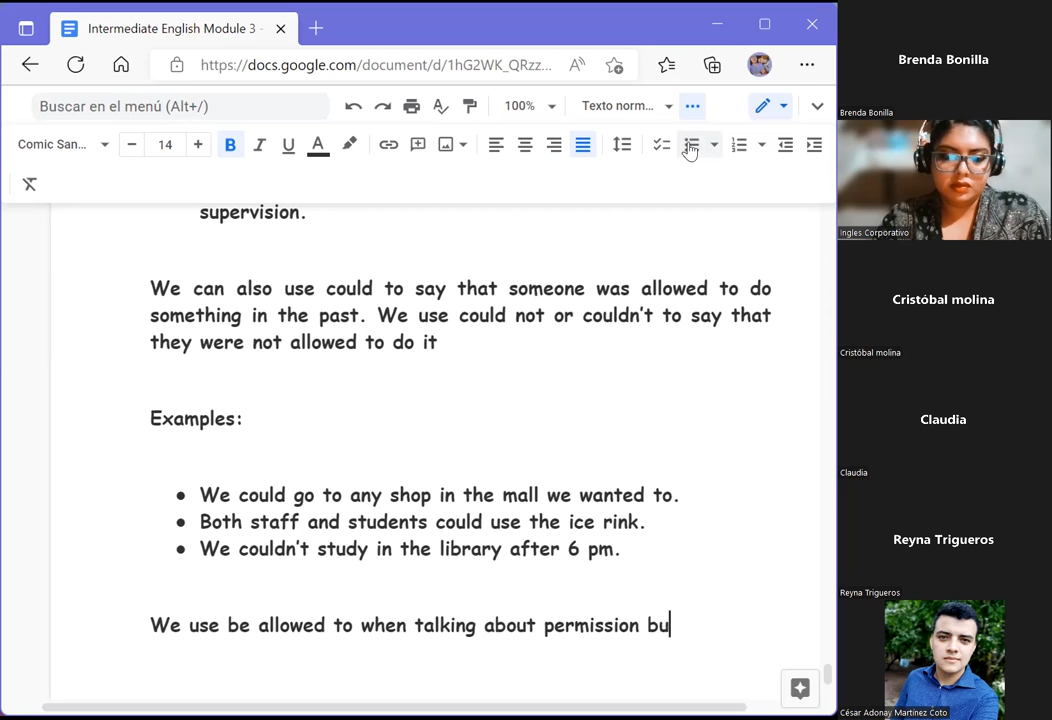 Intermediate English Module 3 -
https://docs.google.com/document/d/1hG2WK_QRzz...
Buscar en el menú (Alt+/)
100%
Texto norm...
Comic San...
14
supervision.
We can also use could to say that someone was allowed to do
something in the past. We use could not or couldn't to say that
they were not allowed to do it
Examples:
● We could go to any shop in the mall we wanted to.
● Both staff and students could use the ice rink.
● We couldn't study in the library after 6 pm.
We use be allowed to when talking about permission bu
Brenda Bonilla
Brenda Bonilla
Ingles Corporativo
Cristóbal molina
Cristóbal molina
Claudia
Claudia
Reyna Trigueros
Reyna Trigueros
César Adonay Martínez Coto